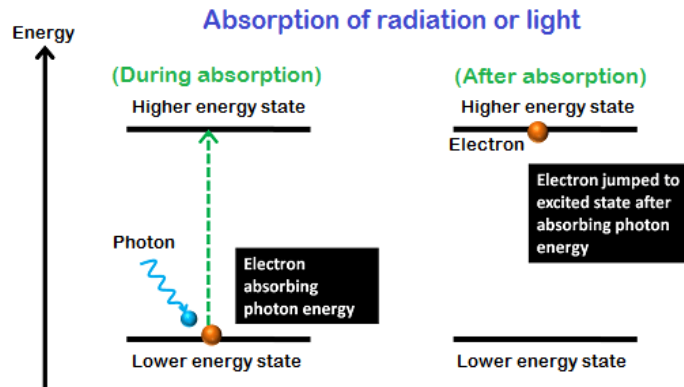 Absorption of radiation or light
Energy
(During absorption)
Higher energy state
Photon
Electron
absorbing
photon energy
Lower energy state
(After absorption)
Higher energy state
Electron
Electron jumped to
excited state after
absorbing photon
energy
Lower energy state